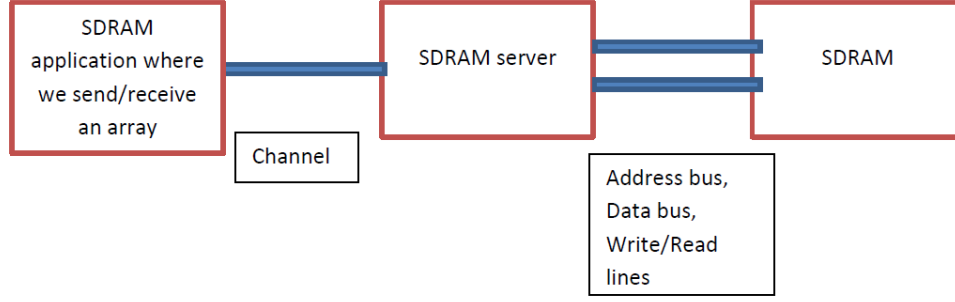 SDRAM
application where
we send/receive
an array
SDRAM server
SDRAM
Channel
Address bus,
Data bus,
Write/Read
lines